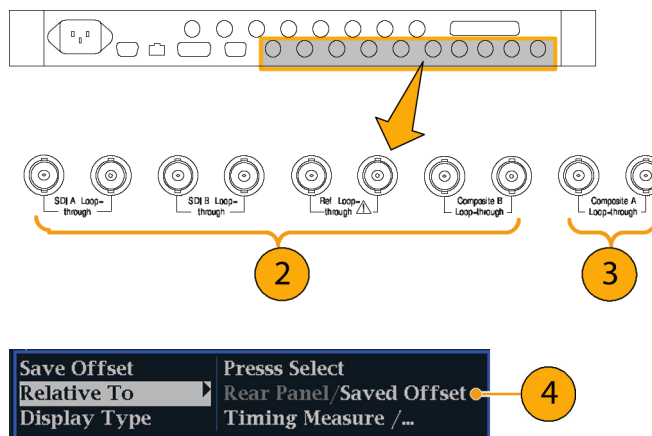 SDI A Loop-
through
SDI B Loop-
through
Ref Loop-
through
Composite B
Loop-through
Composite A
Loop-through
2
3
Save Offset
Presss Select
Relative To
Rear Panel/Saved Offset
4
Display Type
Timing Measure /...